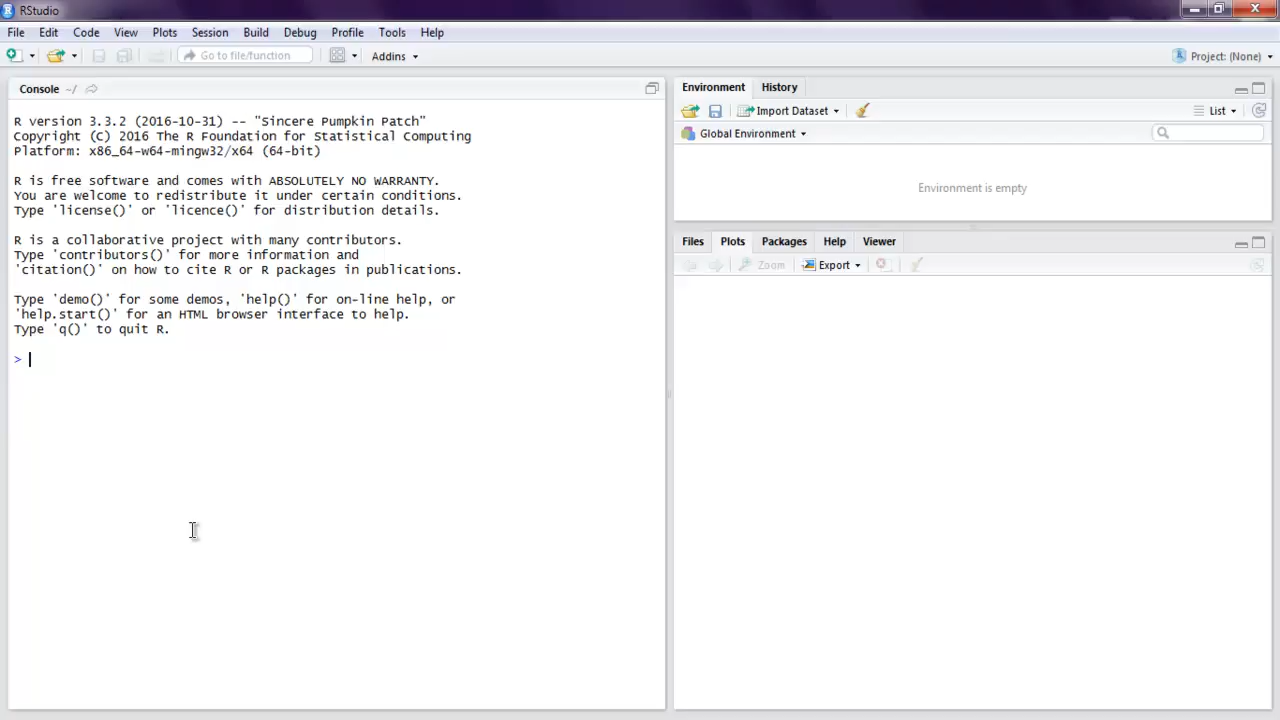 RStudio
File Edit Code View Plots Session Build Debug Profile Tools Help
Go to file/function Addins Project: (None)
Console ~/
R version 3.3.2 (2016-10-31) -- "Sincere Pumpkin Patch"
Copyright (C) 2016 The R Foundation for Statistical Computing
Platform: x86_64-w64-mingw32/x64 (64-bit)
R is free software and comes with ABSOLUTELY NO WARRANTY.
You are welcome to redistribute it under certain conditions.
Type 'license()' or 'licence()' for distribution details.
R is a collaborative project with many contributors.
Type 'contributors()' for more information and
'citation()' on how to cite R or R packages in publications.
Type 'demo()' for some demos, 'help()' for on-line help, or
'help.start()' for an HTML browser interface to help.
Type 'q()' to quit R.
>
Environment History
Import Dataset List
Global Environment
Environment is empty
Files Plots Packages Help Viewer
Zoom Export